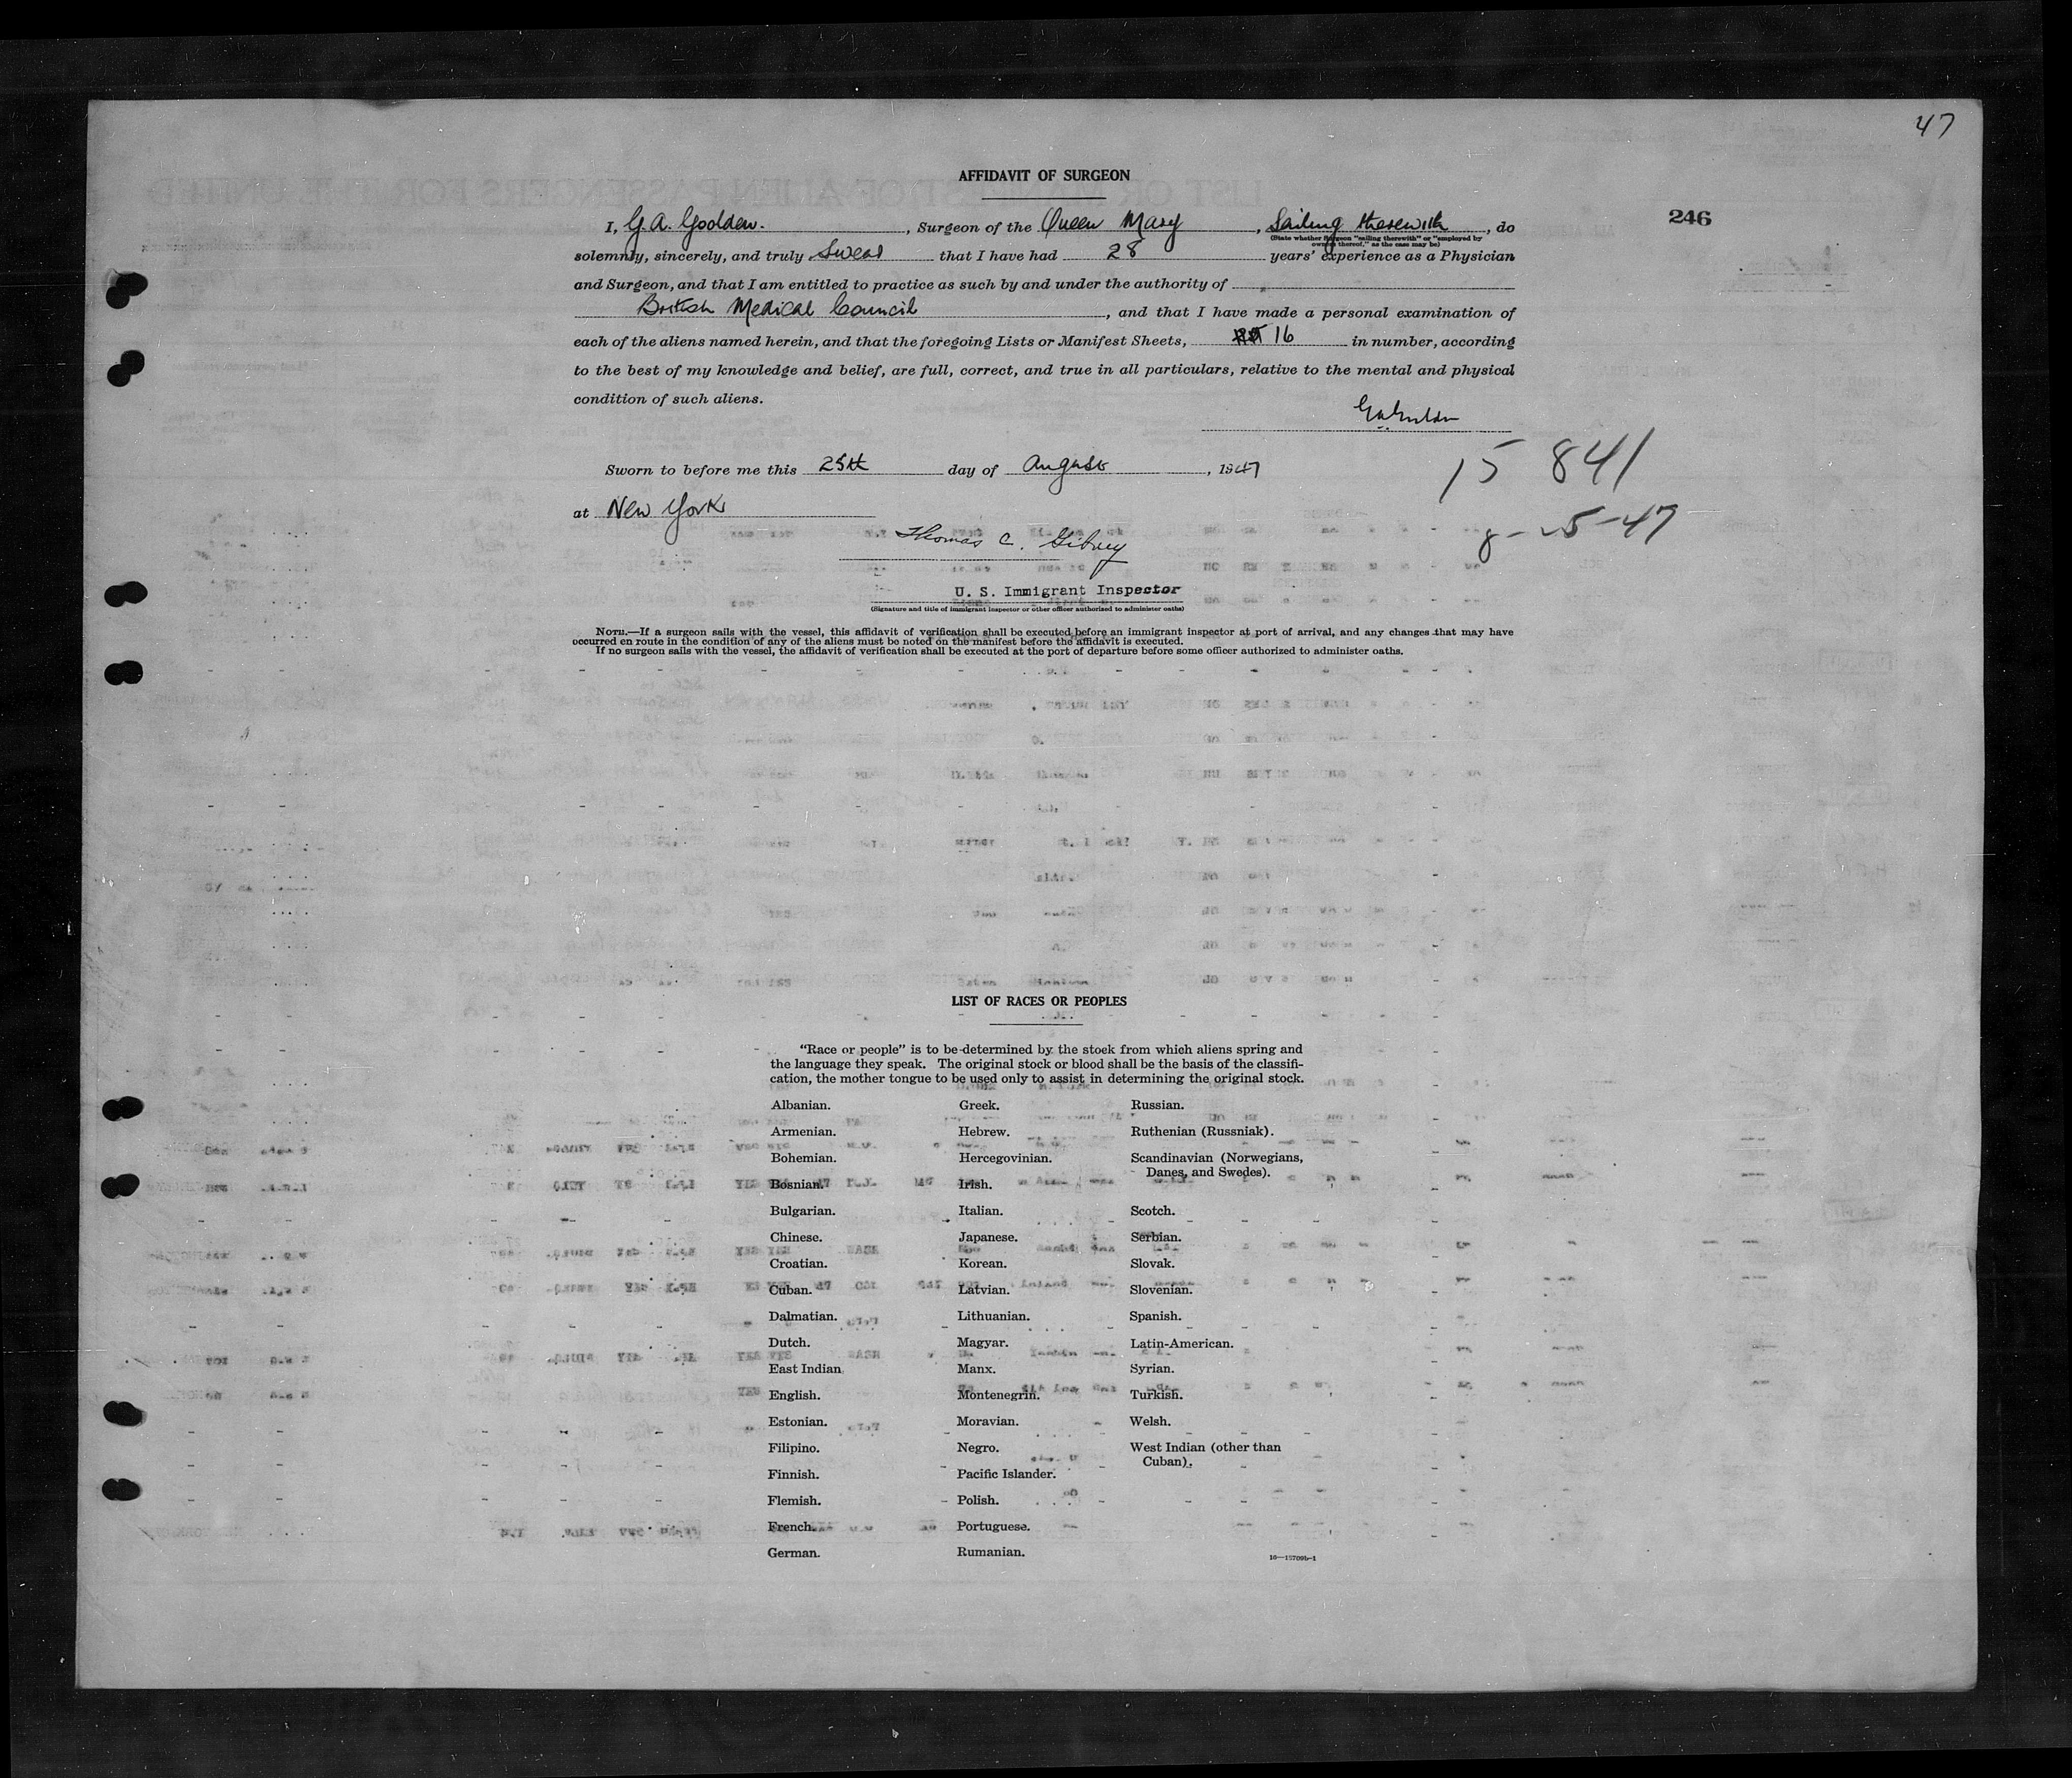 47
AFFIDAVIT OF SURGEON
246
I, G. A. Godden. , Surgeon of the Queen Mary , Sailing therewith , do
(State whether Surgeon "sailing therewith" or "employed by
owners thereof," as the case may be)
solemnly, sincerely, and truly swear that I have had 28 years' experience as a Physician
and Surgeon, and that I am entitled to practice as such by and under the authority of
British Medical Council , and that I have made a personal examination of
each of the aliens named herein, and that the foregoing Lists or Manifest Sheets, 16 in number, according
to the best of my knowledge and belief, are full, correct, and true in all particulars, relative to the mental and physical
condition of such aliens.
15 841
Sworn to before me this 25th day of August , 1947
at New York
8-25-47
Thomas C.
U. S. Immigrant Inspector
(Signature and title of immigrant inspector or other officer authorized to administer oaths)
NOTE.—If a surgeon sails with the vessel, this affidavit of verification shall be executed before an immigrant inspector at port of arrival, and any changes that may have
occurred en route in the condition of any of the aliens must be noted on the manifest before the affidavit is executed.
If no surgeon sails with the vessel, the affidavit of verification shall be executed at the port of departure before some officer authorized to administer oaths.
LIST OF RACES OR PEOPLES
"Race or people" is to be determined by the stock from which aliens spring and
the language they speak. The original stock or blood shall be the basis of the classifi-
cation, the mother tongue to be used only to assist in determining the original stock.
Albanian.
Armenian.
Bohemian.
Bosnian.
Bulgarian.
Chinese.
Croatian.
Cuban.
Dalmatian.
Dutch.
East Indian
English.
Estonian.
Filipino.
Finnish.
Flemish.
French.
German.
Greek.
Hebrew.
Hercegovinian.
Irish.
Italian.
Japanese.
Korean.
Latvian.
Lithuanian.
Magyar.
Manx.
Montenegrin.
Moravian.
Negro.
Pacific Islander.
Polish.
Portuguese.
Rumanian.
Russian.
Ruthenian (Russniak).
Scandinavian (Norwegians,
Danes, and Swedes).
Scotch.
Serbian.
Slovak.
Slovenian.
Spanish.
Latin-American.
Syrian.
Turkish.
Welsh.
West Indian (other than
Cuban).